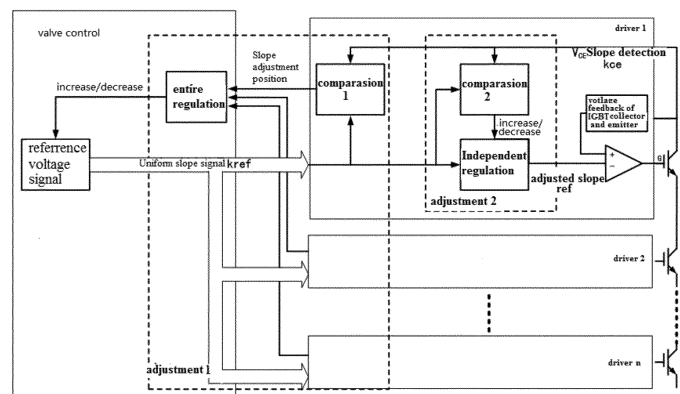 valve control
driver 1
Slope
adjustment
position
V_CE Slope detection
kce
increase/decrease
entire
regulation
comparasion
1
comparasion
2
votlage
feedback of
IGBT collector
and emitter
increase/
decrease
referrence
voltage
signal
Uniform slope signal kref
Independent
regulation
+
−
g
adjusted slope
ref
adjustment 2
driver 2
adjustment 1
driver n